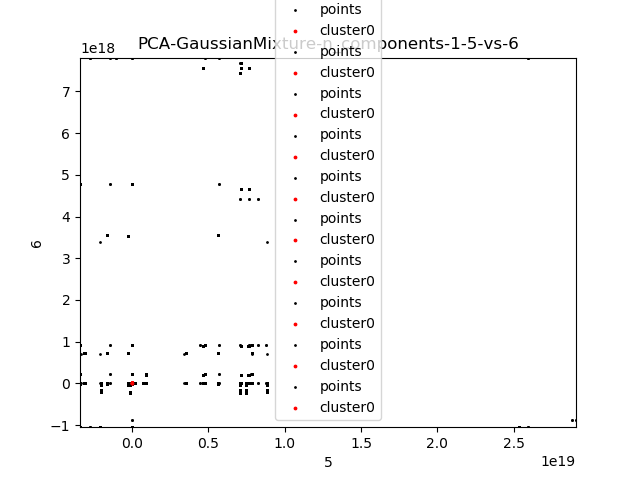 points
cluster0
PCA-GaussianMixture-n_components-1-5-vs-6
1e18
points
cluster0
points
cluster0
points
cluster0
points
cluster0
points
cluster0
points
cluster0
points
cluster0
points
cluster0
points
cluster0
7
6
5
4
3
2
1
0
−1
6
0.0 0.5 1.0 1.5 2.0 2.5
5
1e19